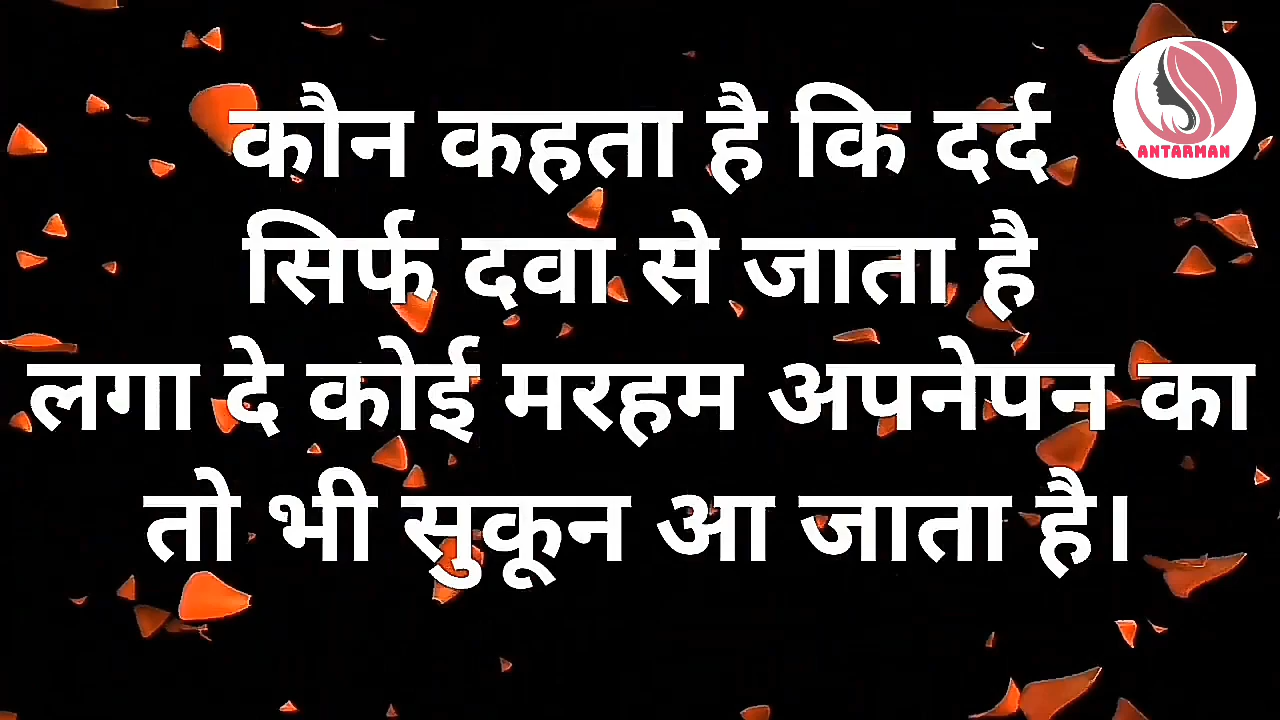 कौन कहता है कि दर्द
सिर्फ दवा से जाता है
लगा दे कोई मरहम अपनेपन का
तो भी सुकून आ जाता है।
ANTARMAN